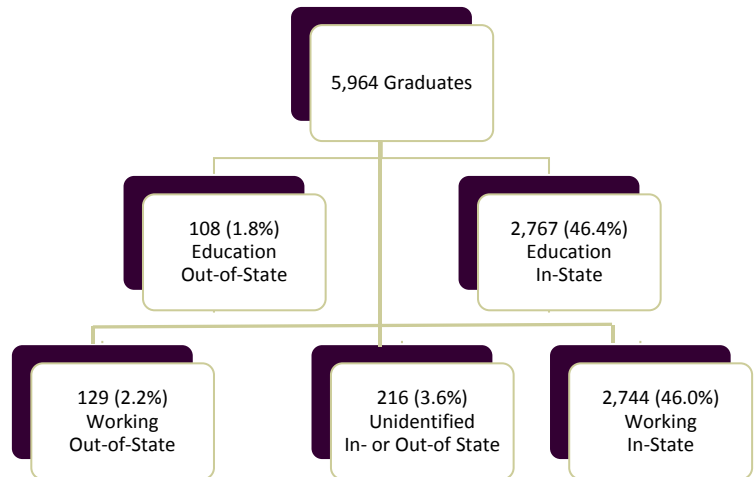 5,964 Graduates
108 (1.8%)
Education
Out-of-State
2,767 (46.4%)
Education
In-State
129 (2.2%)
Working
Out-of-State
216 (3.6%)
Unidentified
In- or Out-of State
2,744 (46.0%)
Working
In-State